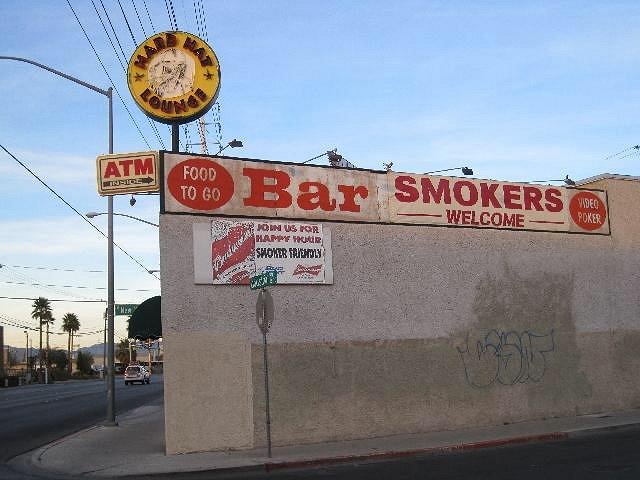 HARD HAT
LOUNGE
ATM
INSIDE
FOOD
TO GO
Bar
SMOKERS
WELCOME
VIDEO
POKER
Budweiser
JOIN US FOR
HAPPY HOUR
SMOKER FRIENDLY